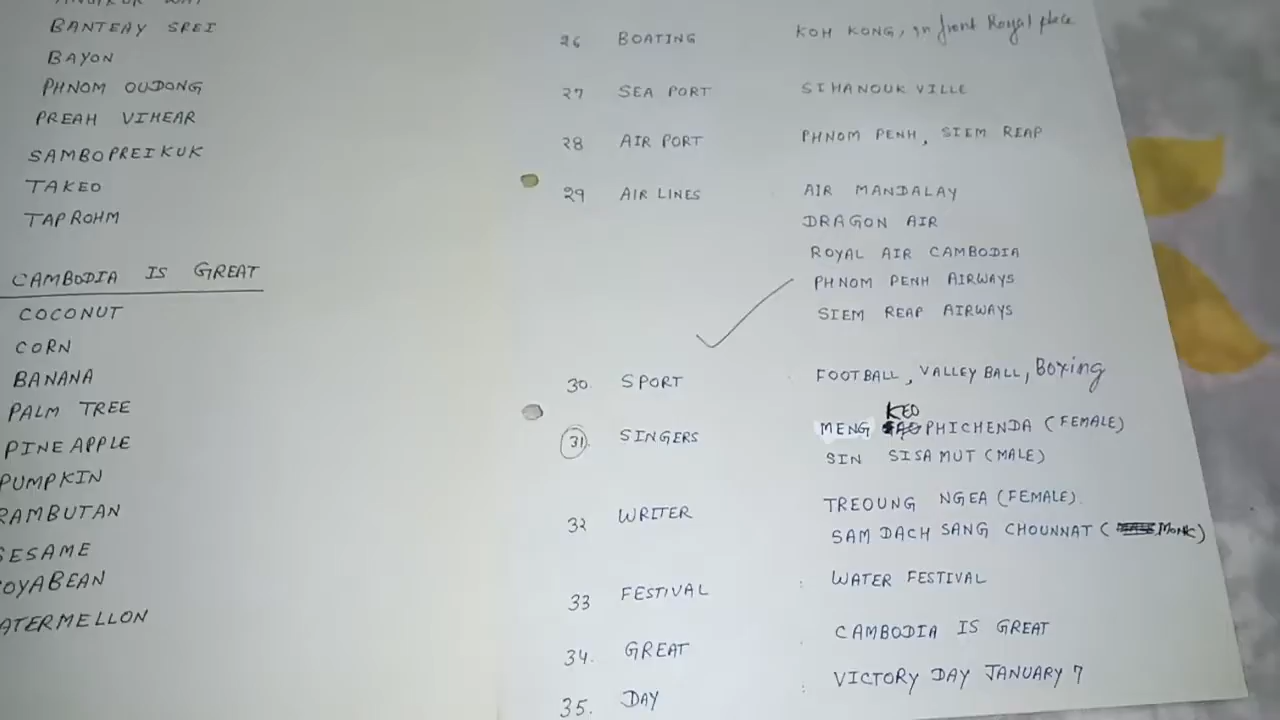 BANTEAY SREI
BAYON
PHNOM OUDONG
PREAH VIHEAR
SAMBO PREIKUK
TAKEO
TAPROHM
CAMBODIA IS GREAT
COCONUT
CORN
BANANA
PALM TREE
PINEAPPLE
PUMPKIN
RAMBUTAN
SESAME
OYABEAN
ATERMELLON
26 BOATING KOH KONG, in front Royal place
27 SEA PORT SIHANOUK VILLE
28 AIR PORT PHNOM PENH, SIEM REAP
29 AIR LINES AIR MANDALAY
DRAGON AIR
ROYAL AIR CAMBODIA
PHNOM PENH AIRWAYS
SIEM REAP AIRWAYS
30. SPORT FOOTBALL, VALLEY BALL, Boxing
31. SINGERS MENG KEO PHICHENDA (FEMALE)
SIN SISA MUT (MALE)
32 WRITER TREOUNG NGEA (FEMALE).
SAM DACH SANG CHOUNNAT (MONK)
33 FESTIVAL : WATER FESTIVAL
34. GREAT CAMBODIA IS GREAT
35. DAY : VICTORY DAY JANUARY 7